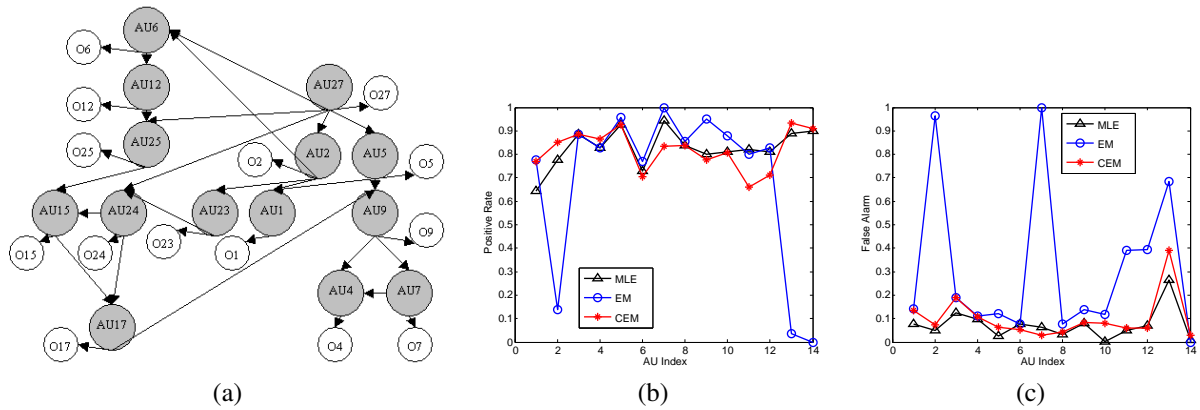 AU6
O6
AU12
O12
AU27
O27
AU25
O25
O2
AU2
AU5
O5
AU15
AU24
AU23
AU1
AU9
O15
O24
O23
O1
O9
AU4
AU7
AU17
O17
O4
O7
(a)
1
0.9
0.8
0.7
0.6
0.5
0.4
0.3
0.2
0.1
0
Positive Rate
MLE
EM
CEM
0 2 4 6 8 10 12 14
AU Index
(b)
1
0.9
0.8
0.7
0.6
0.5
0.4
0.3
0.2
0.1
0
False Alarm
MLE
EM
CEM
0 2 4 6 8 10 12 14
AU Index
(c)